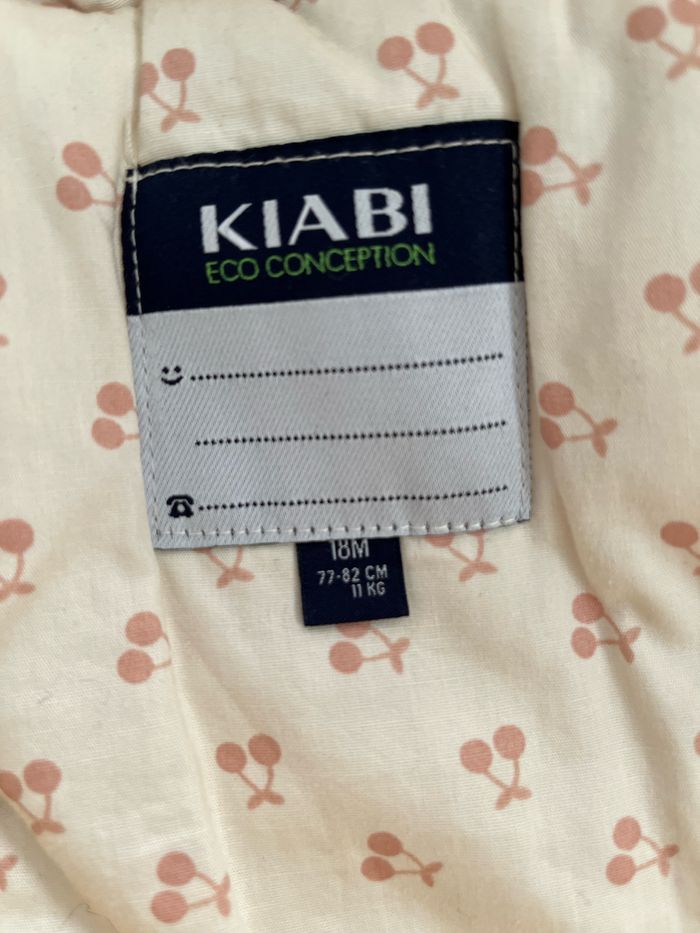 KIABI
ECO CONCEPTION
18M
77-82 CM
11 KG